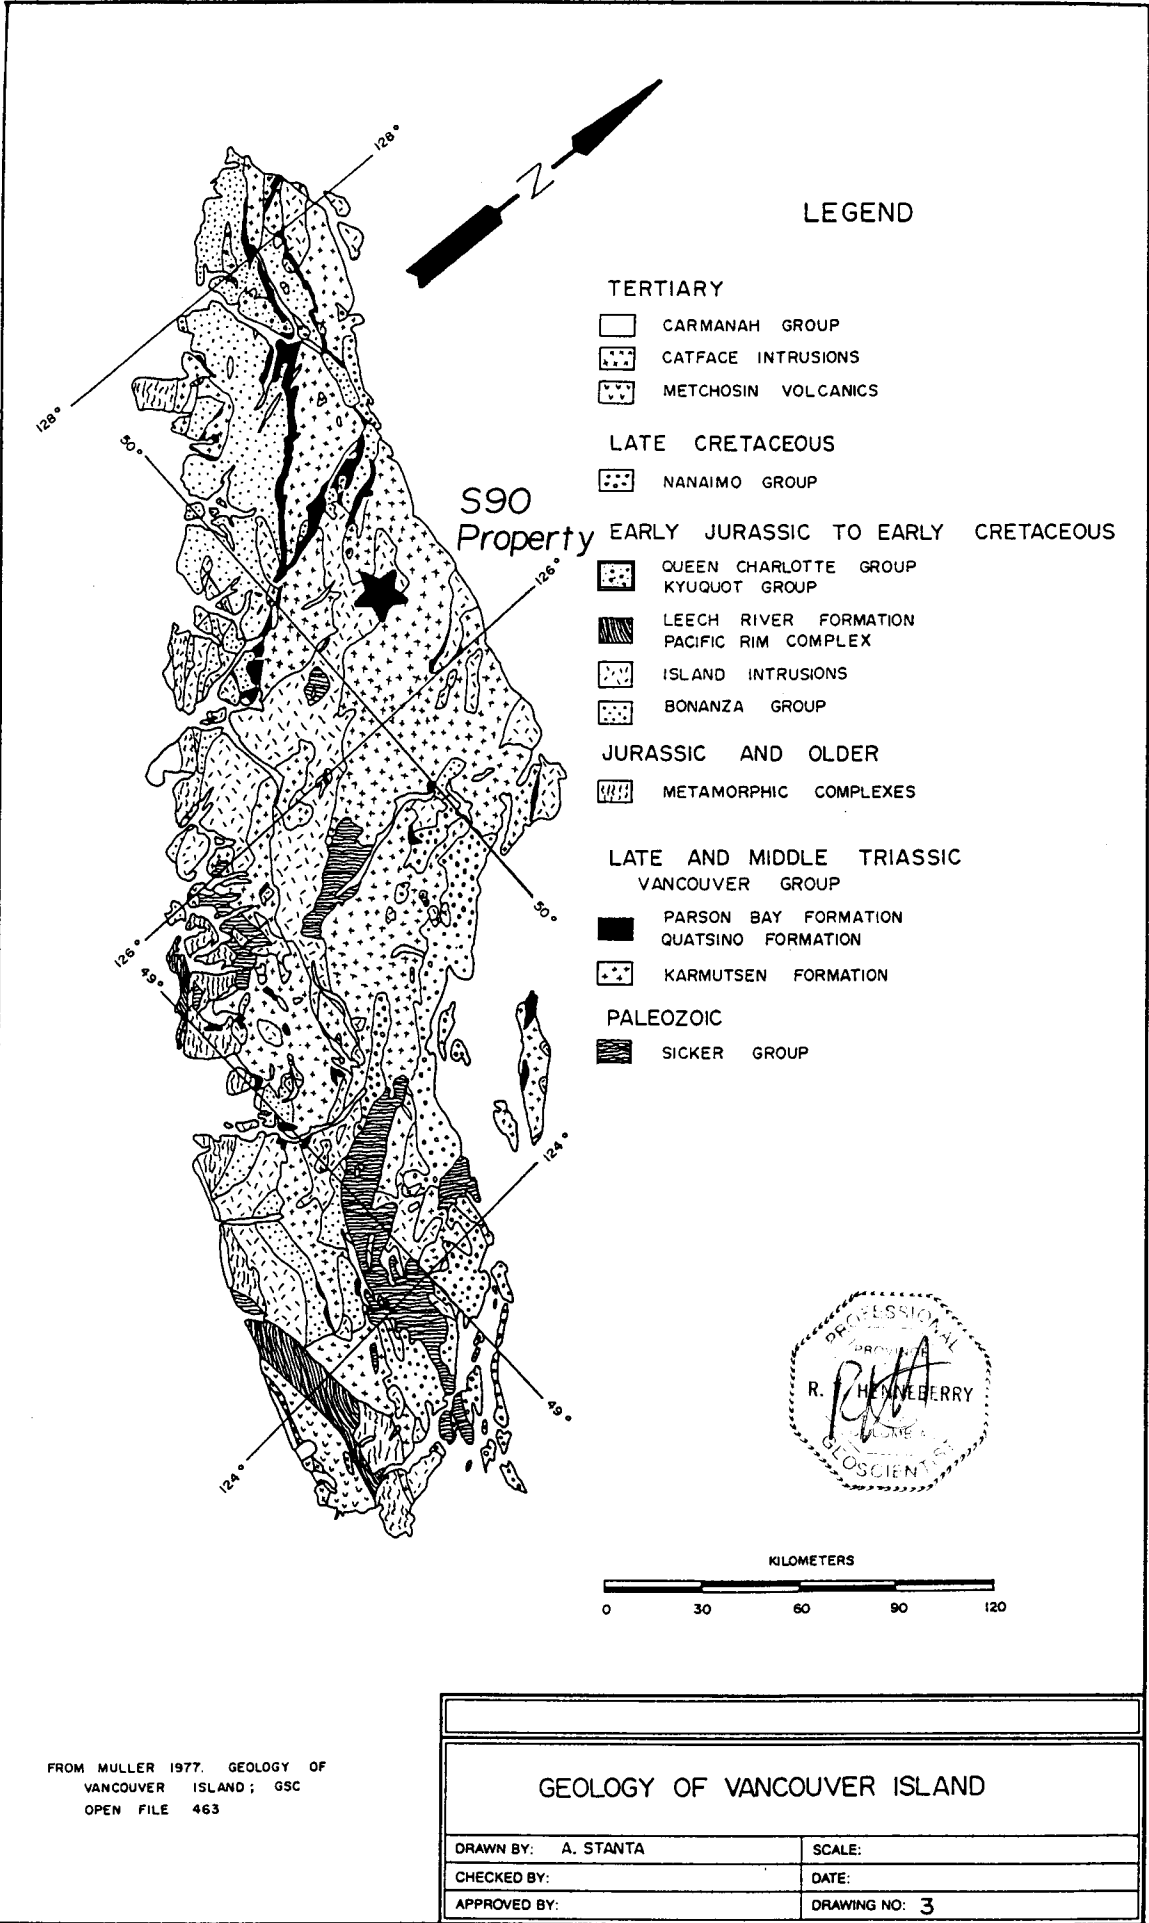 128°
N
LEGEND
TERTIARY
CARMANAH GROUP
CATFACE INTRUSIONS
METCHOSIN VOLCANICS
128°
50°
LATE CRETACEOUS
NANAIMO GROUP
S90
Property
EARLY JURASSIC TO EARLY CRETACEOUS
QUEEN CHARLOTTE GROUP
KYUQUOT GROUP
126°
LEECH RIVER FORMATION
PACIFIC RIM COMPLEX
ISLAND INTRUSIONS
BONANZA GROUP
JURASSIC AND OLDER
METAMORPHIC COMPLEXES
LATE AND MIDDLE TRIASSIC
VANCOUVER GROUP
50°
PARSON BAY FORMATION
QUATSINO FORMATION
126°
49°
KARMUTSEN FORMATION
PALEOZOIC
SICKER GROUP
124°
PROFESSIONAL
PROVINCE
R. HENNEBERRY
GEOSCIENTIST
49°
124°
KILOMETERS
0 30 60 90 120
FROM MULLER 1977. GEOLOGY OF
VANCOUVER ISLAND; GSC
OPEN FILE 463
GEOLOGY OF VANCOUVER ISLAND
DRAWN BY: A. STANTA
SCALE:
CHECKED BY:
DATE:
APPROVED BY:
DRAWING NO: 3